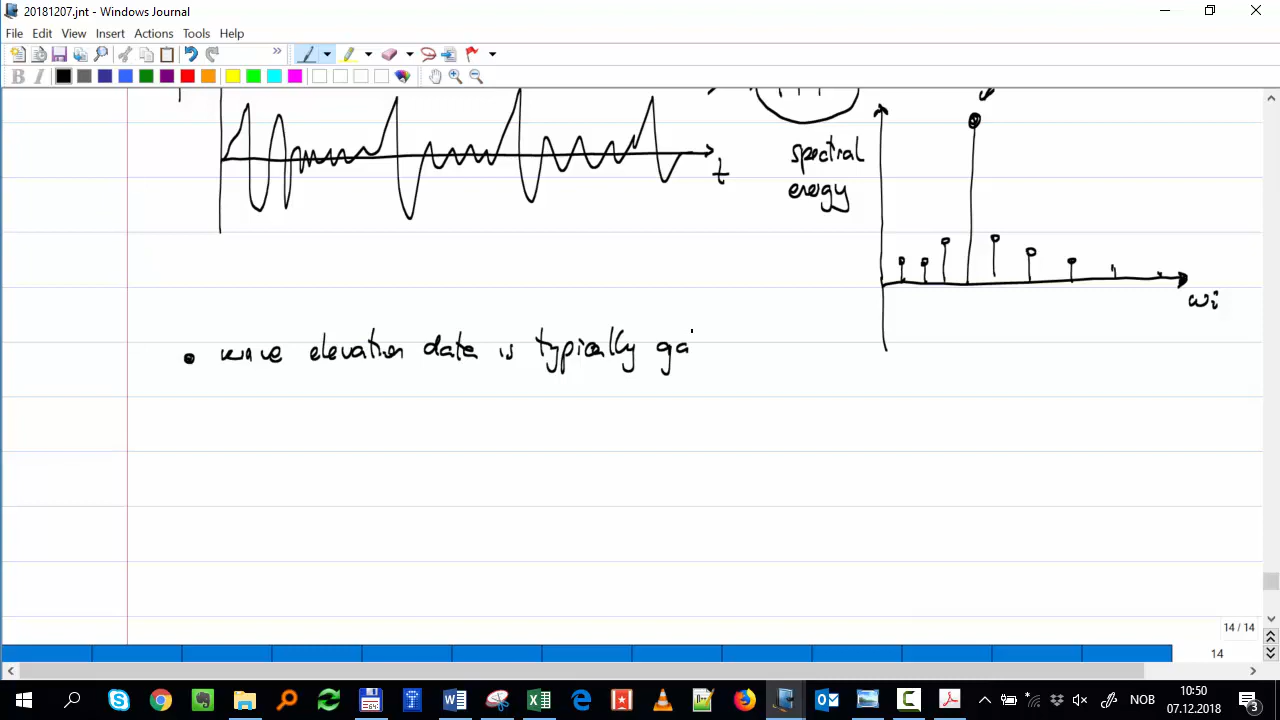 20181207.jnt - Windows Journal
File Edit View Insert Actions Tools Help
B I
t
spectral
energy
ωi
• wave elevation data is typically ga
14 / 14
14
NOB
10:50
07.12.2018
3